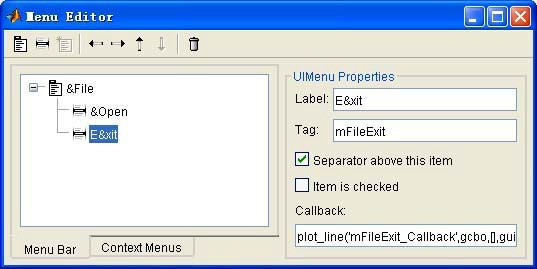 Menu Editor
&File
&Open
E&xit
Menu Bar
Context Menus
UIMenu Properties
Label: E&xit
Tag: mFileExit
Separator above this item
Item is checked
Callback:
plot_line('mFileExit_Callback',gcbo,[],gui